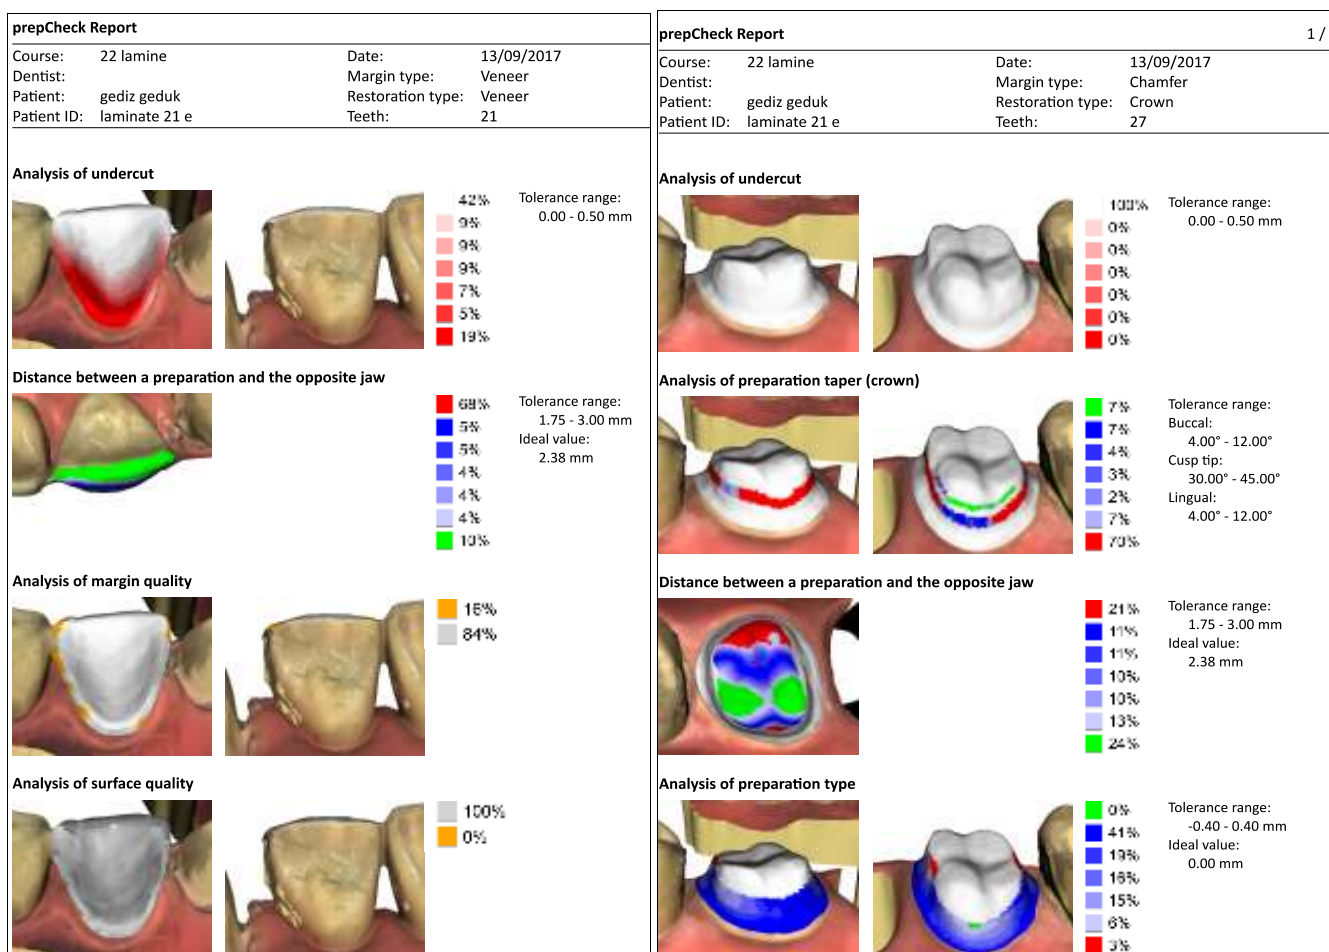 prepCheck Report
Course: 22 lamine Date: 13/09/2017
Dentist: Margin type: Veneer
Patient: gediz geduk Restoration type: Veneer
Patient ID: laminate 21 e Teeth: 21
Analysis of undercut
42%
9%
9%
9%
7%
5%
19%
Tolerance range:
0.00 - 0.50 mm
Distance between a preparation and the opposite jaw
68%
5%
5%
4%
4%
4%
10%
Tolerance range:
1.75 - 3.00 mm
Ideal value:
2.38 mm
Analysis of margin quality
16%
84%
Analysis of surface quality
100%
0%
prepCheck Report 1 /
Course: 22 lamine Date: 13/09/2017
Dentist: Margin type: Chamfer
Patient: gediz geduk Restoration type: Crown
Patient ID: laminate 21 e Teeth: 27
Analysis of undercut
100%
0%
0%
0%
0%
0%
0%
Tolerance range:
0.00 - 0.50 mm
Analysis of preparation taper (crown)
7%
7%
4%
3%
2%
7%
70%
Tolerance range:
Buccal:
4.00° - 12.00°
Cusp tip:
30.00° - 45.00°
Lingual:
4.00° - 12.00°
Distance between a preparation and the opposite jaw
21%
11%
11%
10%
10%
13%
24%
Tolerance range:
1.75 - 3.00 mm
Ideal value:
2.38 mm
Analysis of preparation type
0%
41%
19%
16%
15%
6%
3%
Tolerance range:
-0.40 - 0.40 mm
Ideal value:
0.00 mm